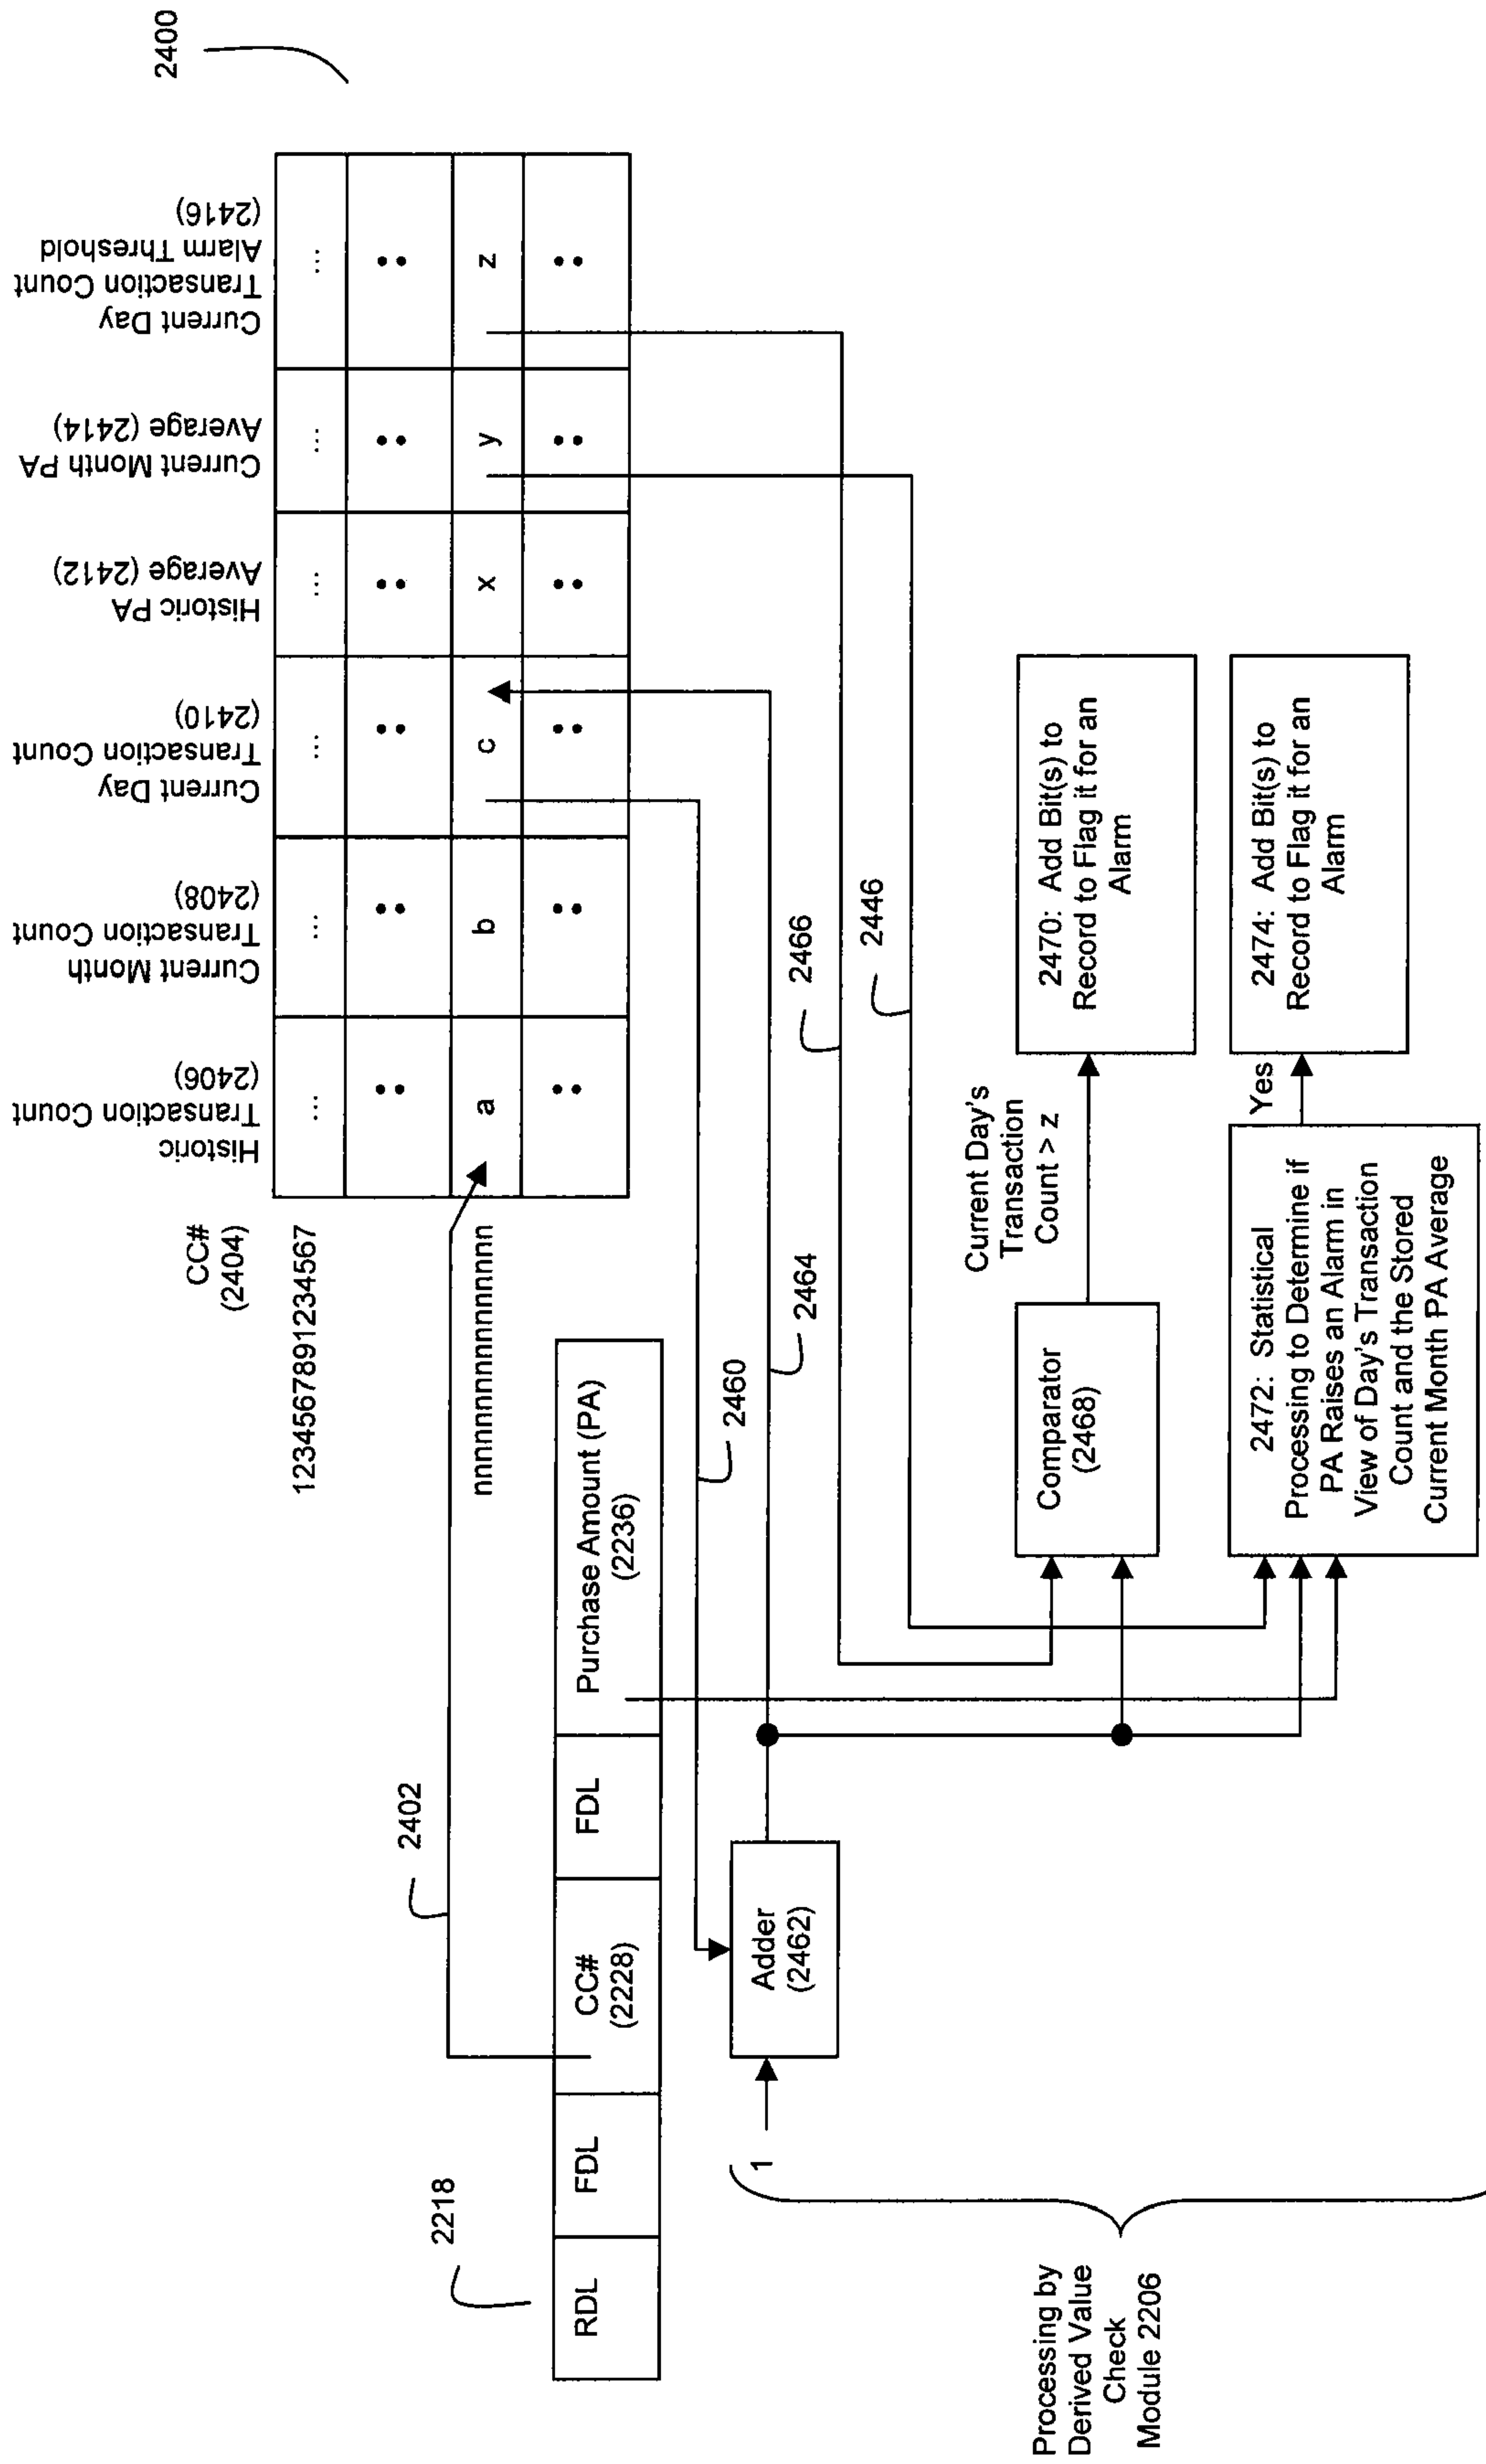 2400
CC#
(2404)
Historic
Transaction Count
(2406)
Current Month
Transaction Count
(2408)
Current Day
Transaction Count
(2410)
Historic PA
Average (2412)
Current Month PA
Average (2414)
Current Day
Transaction Count
Alarm Threshold
(2416)
1234567891234567
... ... ... ... ... ...
nnnnnnnnnnnnnnn
a b c x y z
2402
2218
RDL
FDL
CC#
(2228)
FDL
Purchase Amount (PA)
(2236)
2460
2464
2466
2446
1
Adder
(2462)
Comparator
(2468)
Current Day's
Transaction
Count > z
2470: Add Bit(s) to
Record to Flag it for an
Alarm
2472: Statistical
Processing to Determine if
PA Raises an Alarm in
View of Day's Transaction
Count and the Stored
Current Month PA Average
Yes
2474: Add Bit(s) to
Record to Flag it for an
Alarm
Processing by
Derived Value
Check
Module 2206